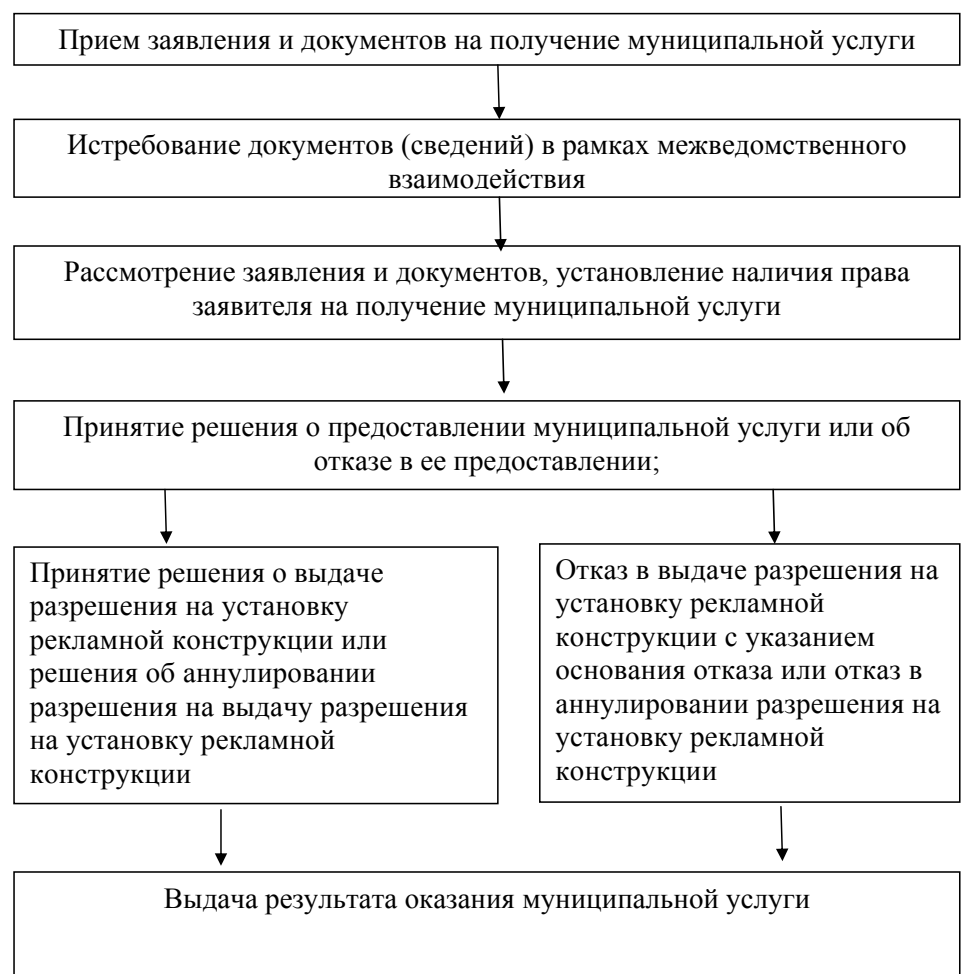 Прием заявления и документов на получение муниципальной услуги
Истребование документов (сведений) в рамках межведомственного
взаимодействия
Рассмотрение заявления и документов, установление наличия права
заявителя на получение муниципальной услуги
Принятие решения о предоставлении муниципальной услуги или об
отказе в ее предоставлении;
Принятие решения о выдаче
разрешения на установку
рекламной конструкции или
решения об аннулировании
разрешения на выдачу разрешения
на установку рекламной
конструкции
Отказ в выдаче разрешения на
установку рекламной
конструкции с указанием
основания отказа или отказ в
аннулировании разрешения на
установку рекламной
конструкции
Выдача результата оказания муниципальной услуги